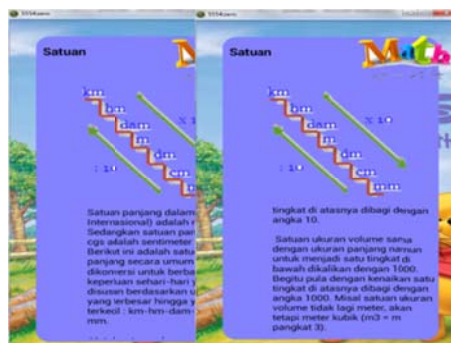 5554:avro
Satuan
km
hm
dam
m
dm
cm
: 10
x 10
Satuan panjang dalam
Internasional) adalah
Sedangkan satuan pan
cgs adalah sentimeter
Berikut ini adalah satua
panjang secara umum
dikonversi untuk berba
keperluan sehari-hari
disusun berdasarkan u
yang terbesar hingga
terkecil : km-hm-dam-
mm.
Satuan
Math
km
hm
dam
m
dm
cm
mm
x 10
: 10
tingkat di atasnya dibagi dengan
angka 10.
Satuan ukuran volume sama
dengan ukuran panjang namun
untuk menjadi satu tingkat di
bawah dikalikan dengan 1000.
Begitu pula dengan kenaikan satu
tingkat di atasnya dibagi dengan
angka 1000. Misal satuan ukuran
volume tidak lagi meter, akan
tetapi meter kubik (m3 = m
pangkat 3).